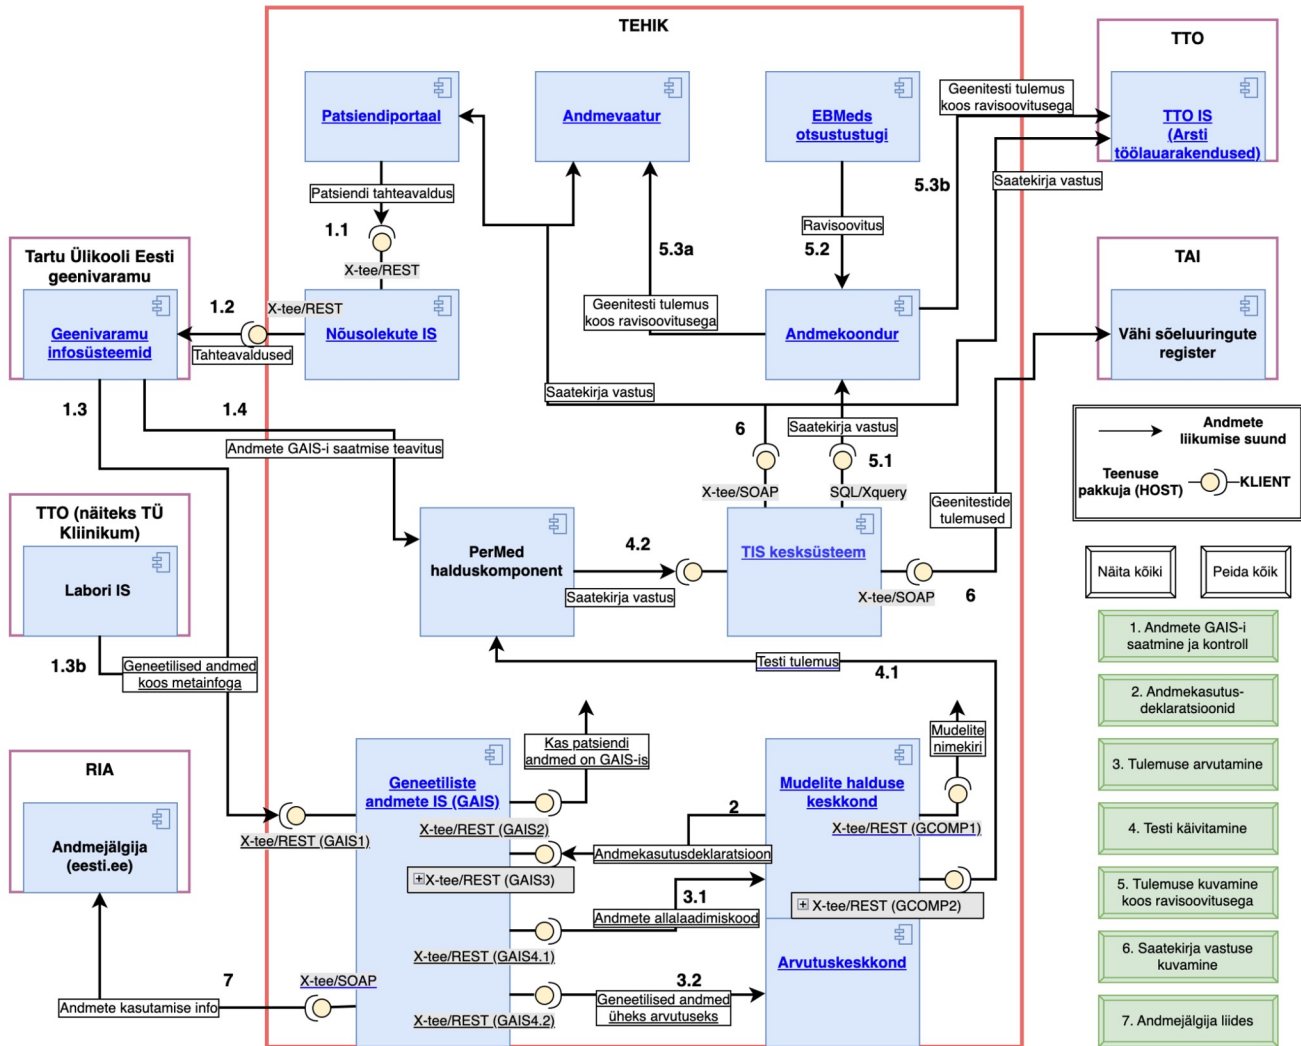 TEHIK
TTO
Patsiendiportaal
Andmevaatur
EBMeds
otsustustugi
Geenitesti tulemus
koos ravisoovitusega
TTO IS
(Arsti
töölauarakendused)
Patsiendi tahteavaldus
5.3b
Saatekirja vastus
1.1
X-tee/REST
5.3a
Ravisoovitus
5.2
Tartu Ülikooli Eesti
geenivaramu
TAI
1.2
X-tee/REST
Geenivaramu
infosüsteemid
Tahteavaldused
Nõusolekute IS
Geenitesti tulemus
koos ravisoovitusega
Andmekoondur
Vähi sõeluuringute
register
1.3
1.4
Saatekirja vastus
6
Saatekirja vastus
5.1
Andmete GAIS-i saatmise teavitus
X-tee/SOAP
SQL/Xquery
Andmete
liikumise suund
Teenuse
pakkuja (HOST)
KLIENT
TTO (näiteks TÜ
Kliinikum)
Labori IS
PerMed
halduskomponent
4.2
Saatekirja vastus
TIS kesksüsteem
X-tee/SOAP
6
Geenitestide
tulemused
Näita kõiki
Peida kõik
1.3b
Geneetilised andmed
koos metainfoga
Testi tulemus
4.1
1. Andmete GAIS-i
saatmine ja kontroll
2. Andmekasutus-
deklaratsioonid
3. Tulemuse arvutamine
4. Testi käivitamine
5. Tulemuse kuvamine
koos ravisoovitusega
6. Saatekirja vastuse
kuvamine
7. Andmejälgija liides
RIA
Andmejälgija
(eesti.ee)
Geneetiliste
andmete IS (GAIS)
Kas patsiendi
andmed on GAIS-is
Mudelite halduse
keskkond
Mudelite
nimekiri
X-tee/REST (GAIS1)
X-tee/REST (GAIS2)
2
X-tee/REST (GCOMP1)
Andmekasutusdeklaratsioon
X-tee/REST (GAIS3)
3.1
X-tee/REST (GCOMP2)
Andmete allalaadimiskood
X-tee/REST (GAIS4.1)
Arvutuskeskkond
7
X-tee/SOAP
Andmete kasutamise info
3.2
Geneetilised andmed
üheks arvutuseks
X-tee/REST (GAIS4.2)